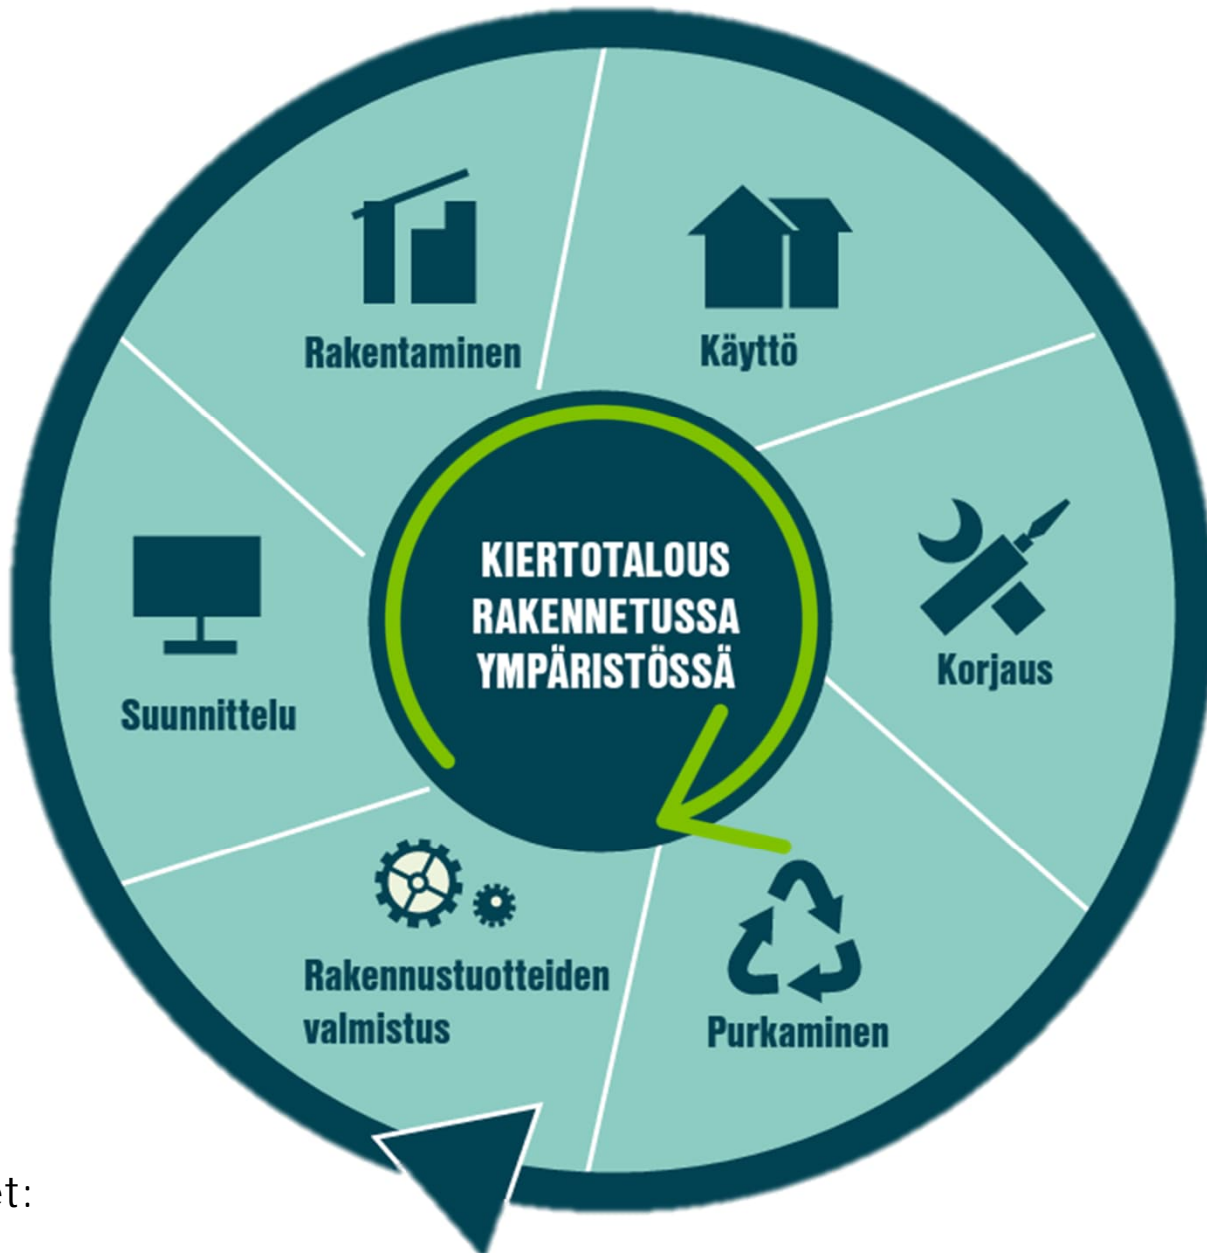 Rakentaminen
Käyttö
KIERTOTALOUS
RAKENNETUSSA
YMPÄRISTÖSSÄ
Korjaus
Suunnittelu
Rakennustuotteiden
valmistus
Purkaminen